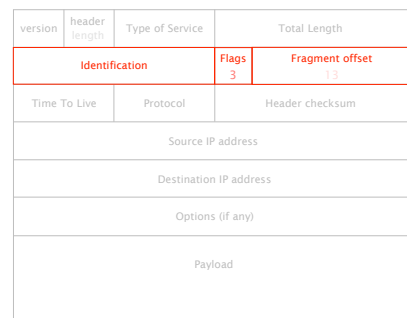 version header length Type of Service Total Length
Identification Flags 3 Fragment offset 13
Time To Live Protocol Header checksum
Source IP address
Destination IP address
Options (if any)
Payload